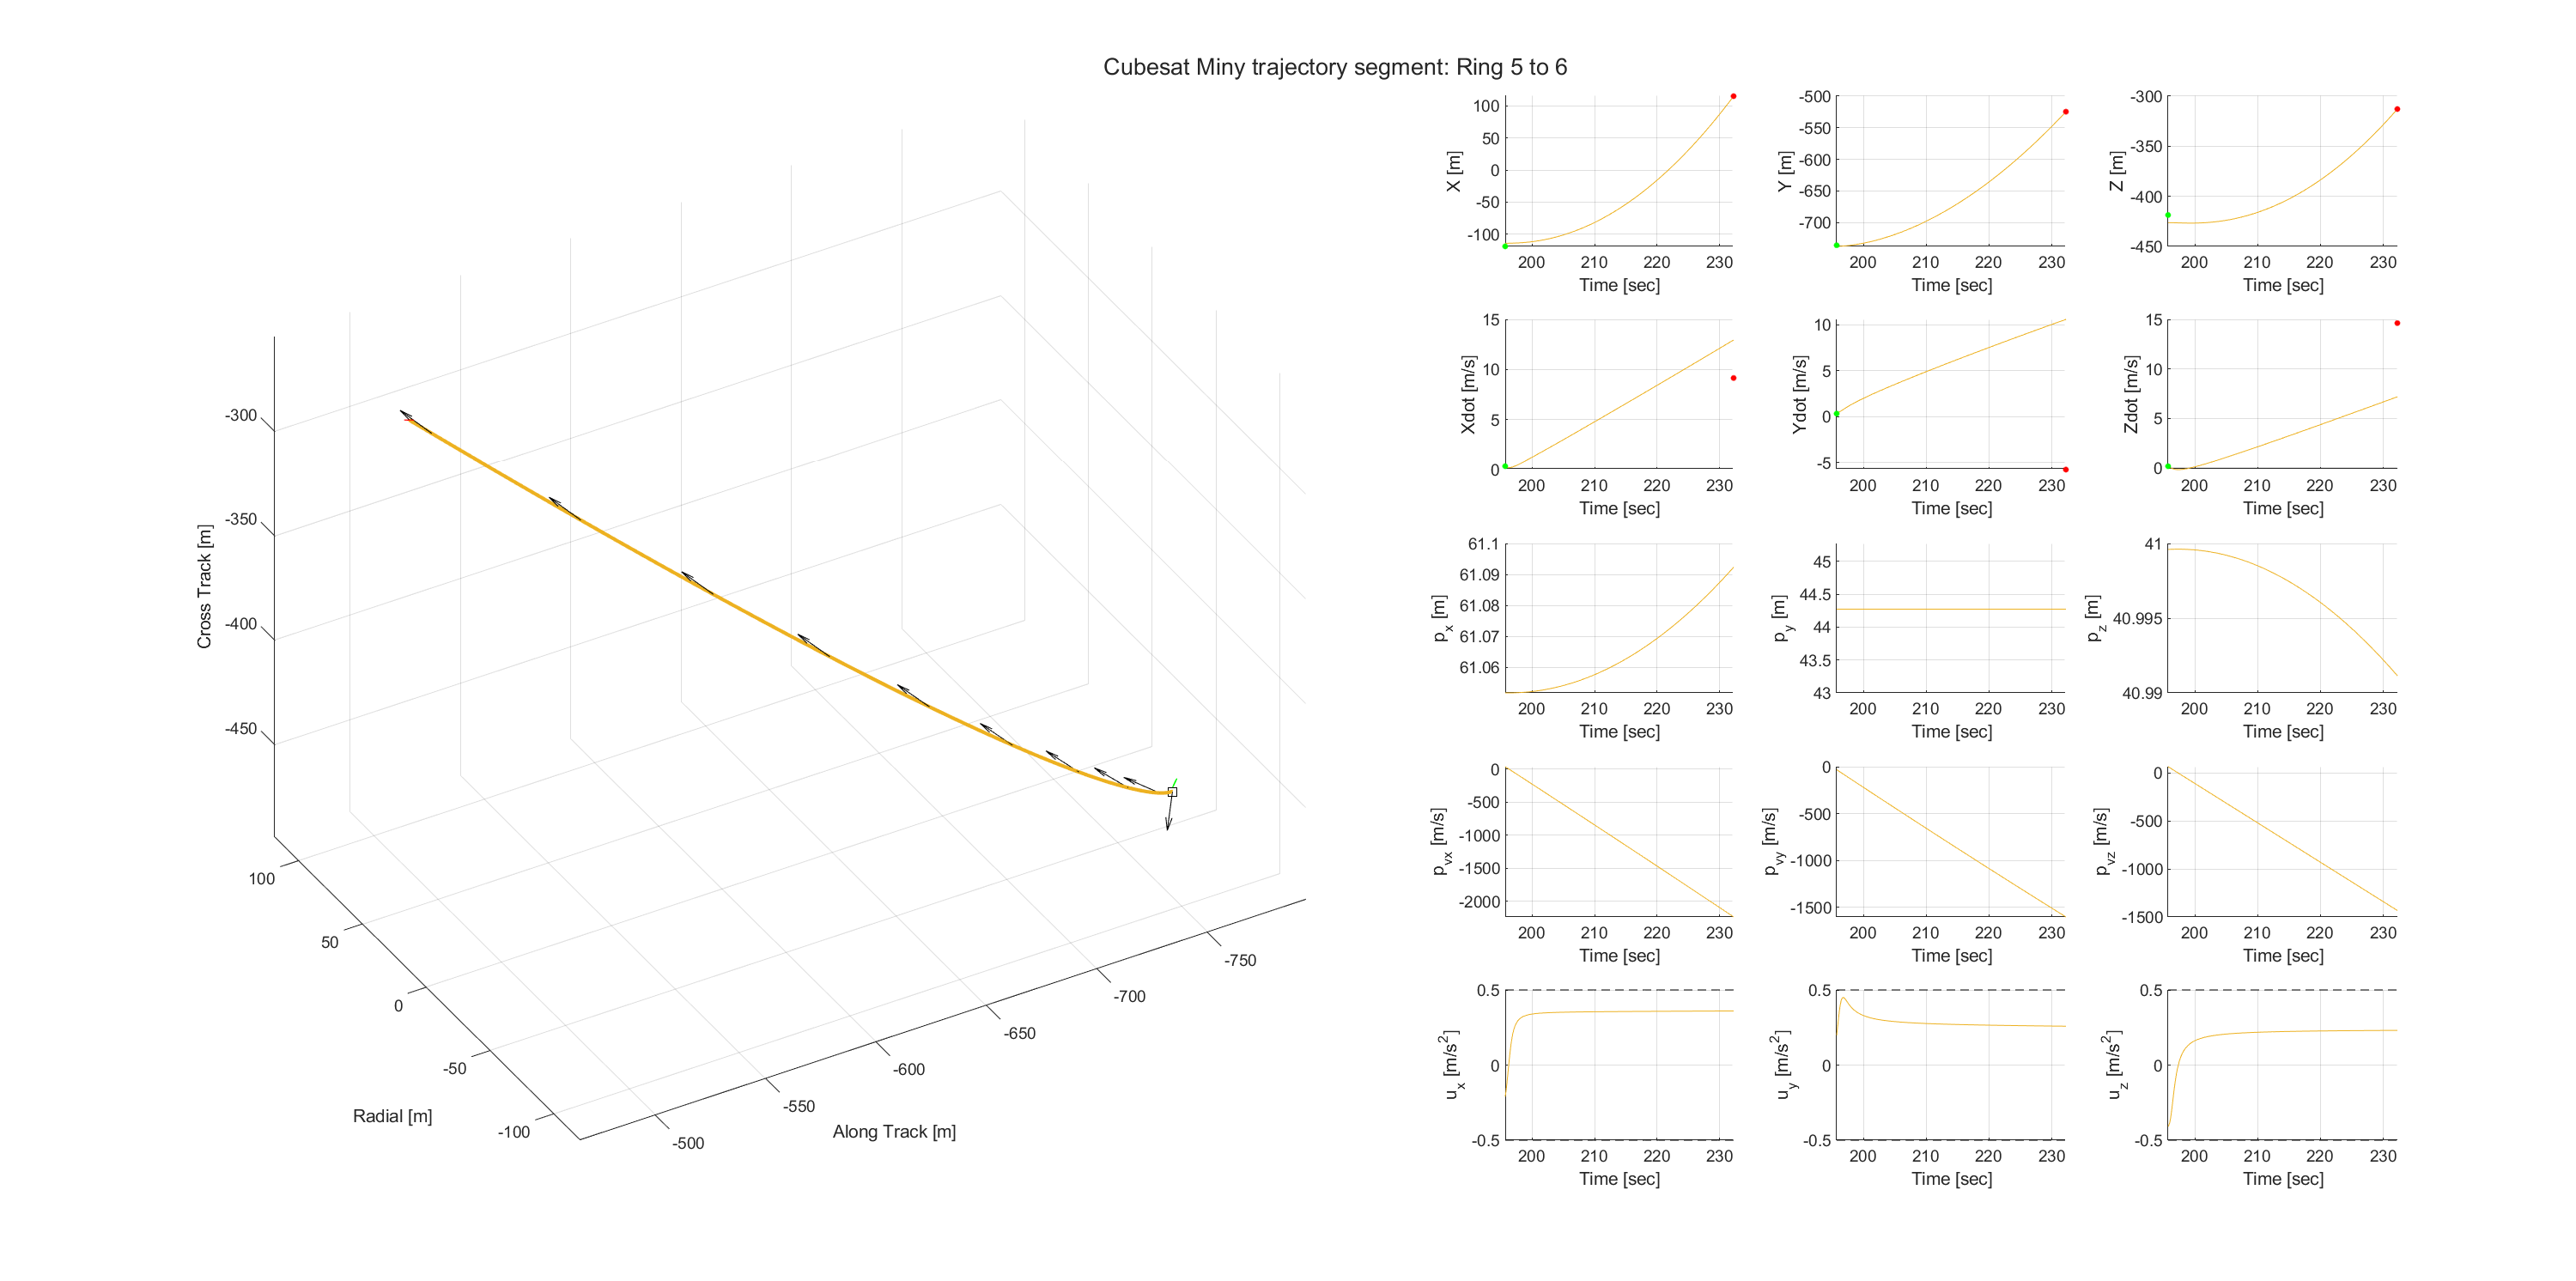 Cubesat Miny trajectory segment: Ring 5 to 6
-300
-350
-400
-450
Cross Track [m]
100
50
0
-50
-100
Radial [m]
-500
-550
-600
-650
-700
-750
Along Track [m]
100
50
0
-50
-100
X [m]
200 210 220 230
Time [sec]
-500
-550
-600
-650
-700
Y [m]
200 210 220 230
Time [sec]
-300
-350
-400
-450
Z [m]
200 210 220 230
Time [sec]
15
10
5
0
Xdot [m/s]
200 210 220 230
Time [sec]
10
5
0
-5
Ydot [m/s]
200 210 220 230
Time [sec]
15
10
5
0
Zdot [m/s]
200 210 220 230
Time [sec]
61.1
61.09
61.08
61.07
61.06
p_x [m]
200 210 220 230
Time [sec]
45
44.5
44
43.5
43
p_y [m]
200 210 220 230
Time [sec]
41
40.995
40.99
p_z [m]
200 210 220 230
Time [sec]
0
-500
-1000
-1500
-2000
p_vx [m/s]
200 210 220 230
Time [sec]
0
-500
-1000
-1500
p_vy [m/s]
200 210 220 230
Time [sec]
0
-500
-1000
-1500
p_vz [m/s]
200 210 220 230
Time [sec]
0.5
0
-0.5
u_x [m/s²]
200 210 220 230
Time [sec]
0.5
0
-0.5
u_y [m/s²]
200 210 220 230
Time [sec]
0.5
0
-0.5
u_z [m/s²]
200 210 220 230
Time [sec]